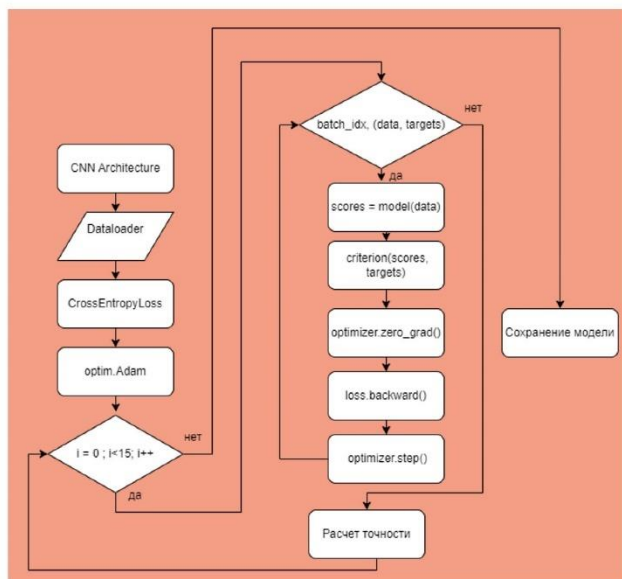 CNN Architecture
Dataloader
CrossEntropyLoss
optim.Adam
i = 0 ; i<15; i++
нет
да
batch_idx, (data, targets)
нет
да
scores = model(data)
criterion(scores,
targets)
optimizer.zero_grad()
loss.backward()
optimizer.step()
Расчет точности
Сохранение модели